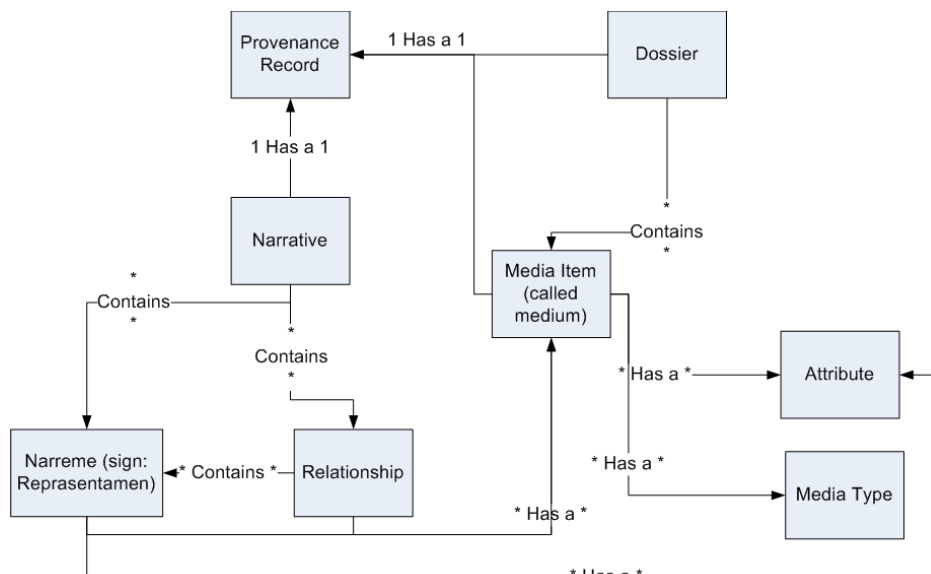 Provenance
Record
1 Has a 1
Dossier
1 Has a 1
Narrative
*
Contains
*
Media Item
(called
medium)
*
Contains
*
*
Contains
*
* Has a *
Attribute
Narreme (sign:
Reprasentamen)
* Contains *
Relationship
* Has a *
Media Type
* Has a *
* Has a *